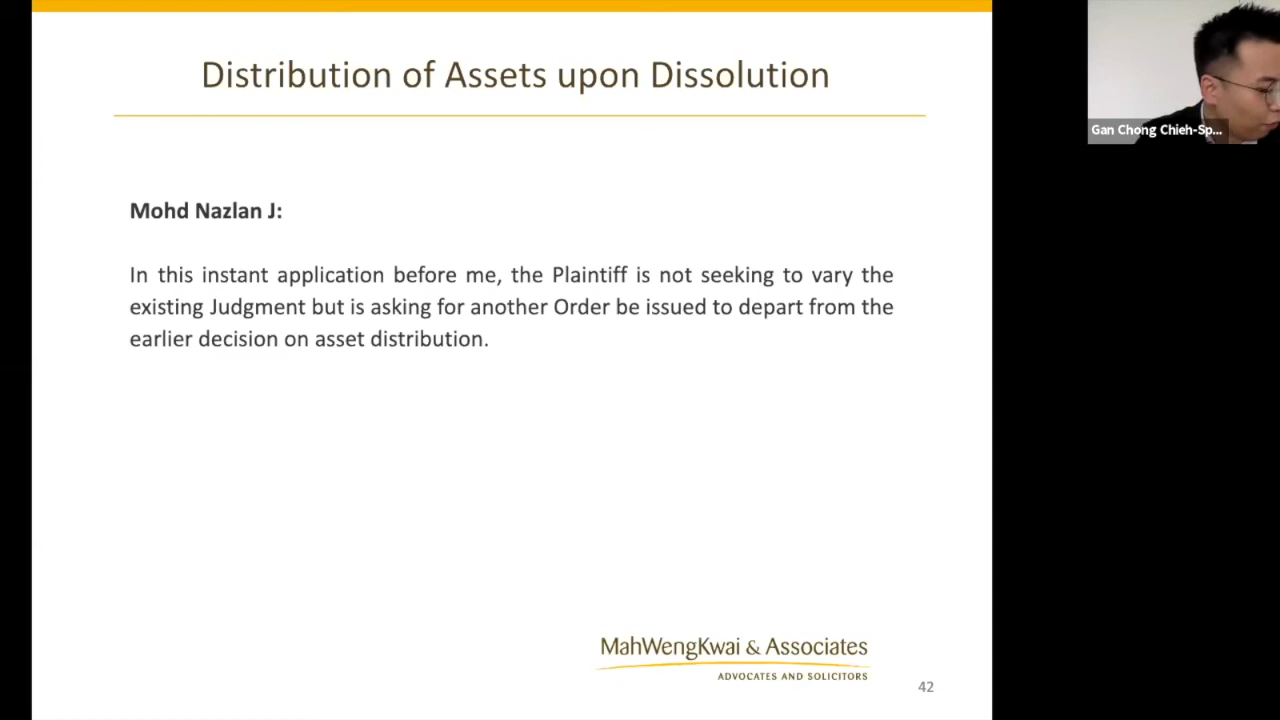 Distribution of Assets upon Dissolution
Gan Chong Chieh-Sp...
Mohd Nazlan J:
In this instant application before me, the Plaintiff is not seeking to vary the
existing Judgment but is asking for another Order be issued to depart from the
earlier decision on asset distribution.
MahWengKwai & Associates
ADVOCATES AND SOLICITORS
42